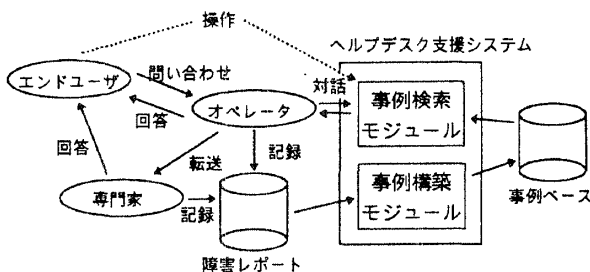 操作
ヘルプデスク支援システム
エンドユーザ
問い合わせ
対話
事例検索
モジュール
オペレータ
回答
回答
転送
記録
事例構築
モジュール
専門家
記録
事例ベース
障害レポート